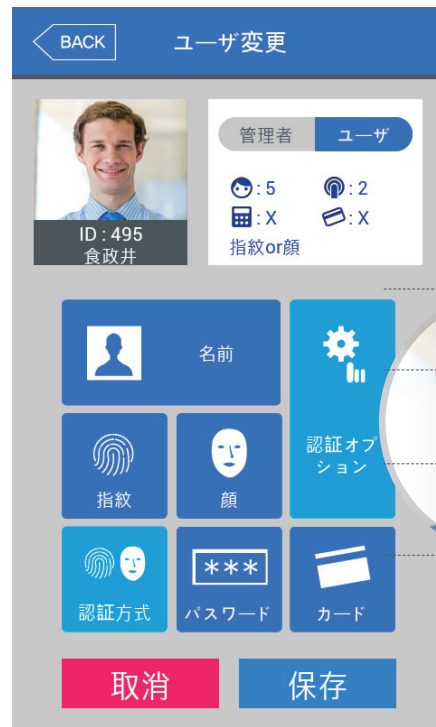 BACK
ユーザ変更
管理者 ユーザ
:5 :2
:X :X
指紋or顔
ID : 495
食政井
名前
認証オプ
ション
指紋
顔
認証方式
***
パスワード
カード
取消
保存